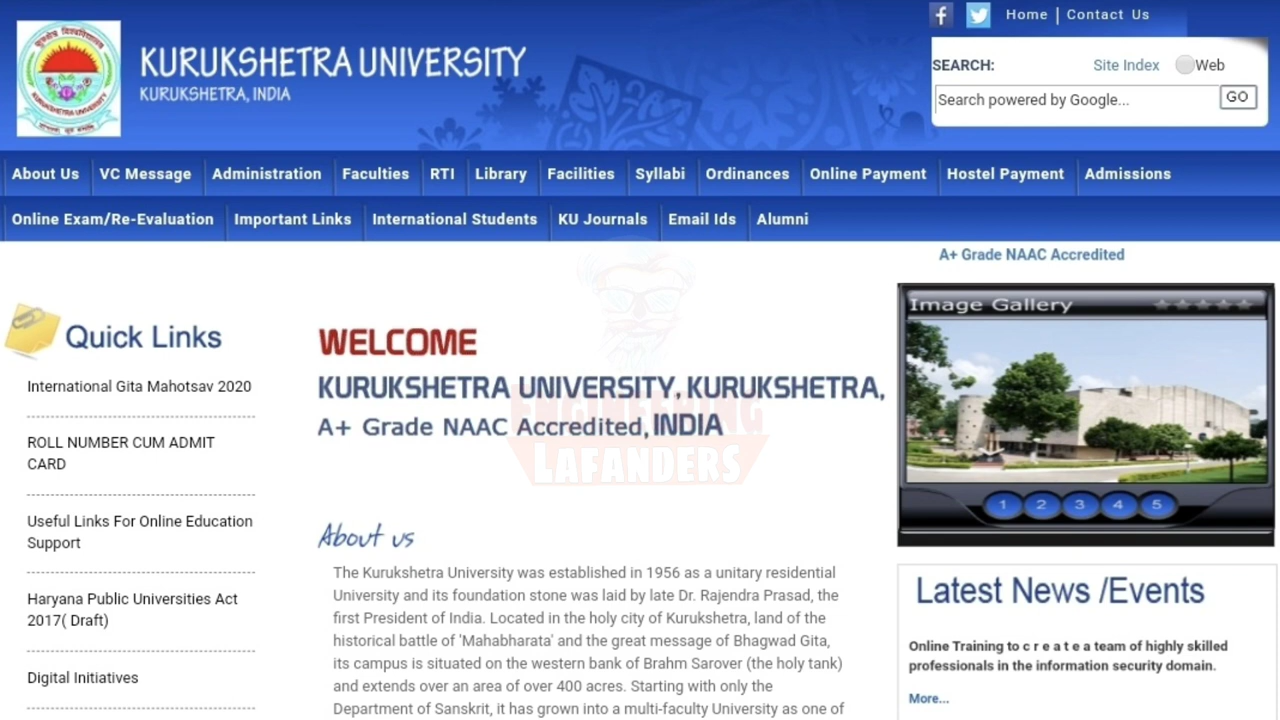 Home | Contact Us
KURUKSHETRA UNIVERSITY
KURUKSHETRA, INDIA
SEARCH: Site Index Web
Search powered by Google... GO
About Us VC Message Administration Faculties RTI Library Facilities Syllabi Ordinances Online Payment Hostel Payment Admissions
Online Exam/Re-Evaluation Important Links International Students KU Journals Email Ids Alumni
A+ Grade NAAC Accredited
Quick Links
International Gita Mahotsav 2020
ROLL NUMBER CUM ADMIT
CARD
Useful Links For Online Education
Support
Haryana Public Universities Act
2017( Draft)
Digital Initiatives
WELCOME
KURUKSHETRA UNIVERSITY, KURUKSHETRA,
A+ Grade NAAC Accredited, INDIA
ENGINEERING
LAFANDERS
About us
The Kurukshetra University was established in 1956 as a unitary residential
University and its foundation stone was laid by late Dr. Rajendra Prasad, the
first President of India. Located in the holy city of Kurukshetra, land of the
historical battle of 'Mahabharata' and the great message of Bhagwad Gita,
its campus is situated on the western bank of Brahm Sarover (the holy tank)
and extends over an area of over 400 acres. Starting with only the
Department of Sanskrit, it has grown into a multi-faculty University as one of
Image Gallery
1 2 3 4 5
Latest News /Events
Online Training to c r e a t e a team of highly skilled
professionals in the information security domain.
More...